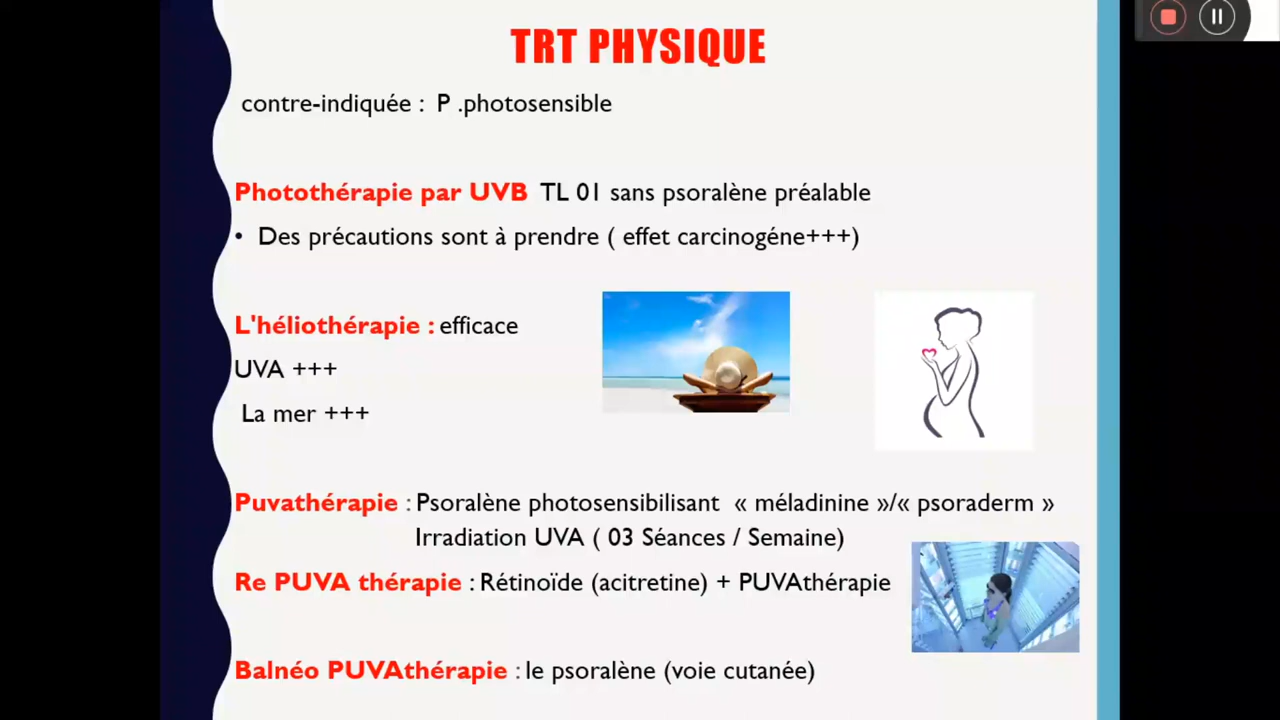 TRT PHYSIQUE
contre-indiquée : P .photosensible
Photothérapie par UVB TL 01 sans psoralène préalable
• Des précautions sont à prendre ( effet carcinogéne+++)
L'héliothérapie : efficace
UVA +++
La mer +++
Puvathérapie : Psoralène photosensibilisant « méladinine »/« psoraderm »
Irradiation UVA ( 03 Séances / Semaine)
Re PUVA thérapie : Rétinoïde (acitretine) + PUVAthérapie
Balnéo PUVAthérapie : le psoralène (voie cutanée)